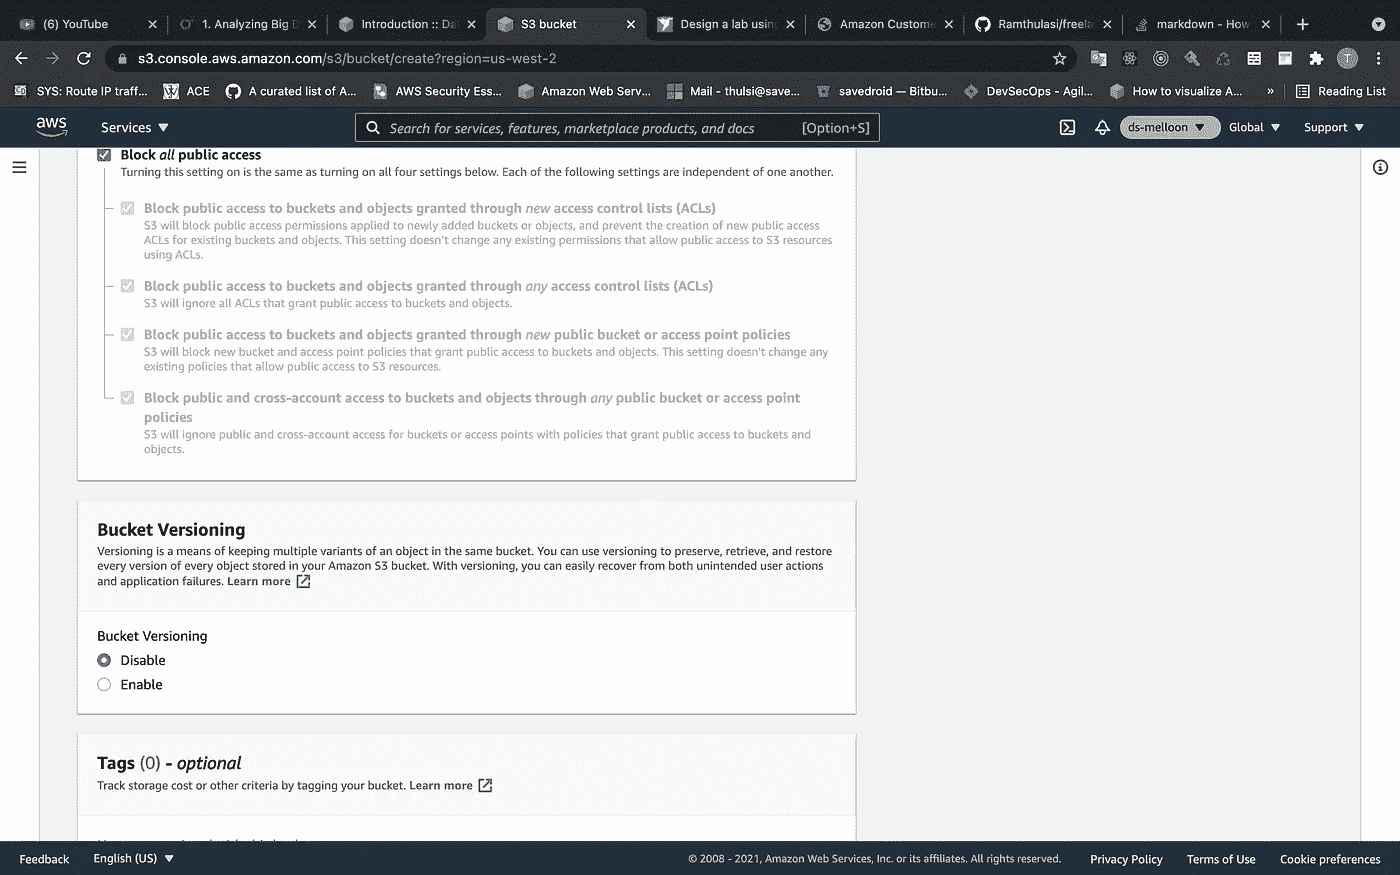 (6) YouTube
1. Analyzing Big D
Introduction :: Da
S3 bucket
Design a lab using
Amazon Custome
Ramthulasi/freela
markdown - How
s3.console.aws.amazon.com/s3/bucket/create?region=us-west-2
T
SYS: Route IP traff...
ACE
A curated list of A...
AWS Security Ess...
Amazon Web Serv...
Mail - thulsi@save...
savedroid — Bitbu...
DevSecOps - Agil...
How to visualize A...
»
Reading List
aws
Services
Search for services, features, marketplace products, and docs
[Option+S]
ds-melloon
Global
Support
Block all public access
Turning this setting on is the same as turning on all four settings below. Each of the following settings are independent of one another.
Block public access to buckets and objects granted through new access control lists (ACLs)
S3 will block public access permissions applied to newly added buckets or objects, and prevent the creation of new public access
ACLs for existing buckets and objects. This setting doesn't change any existing permissions that allow public access to S3 resources
using ACLs.
Block public access to buckets and objects granted through any access control lists (ACLs)
S3 will ignore all ACLs that grant public access to buckets and objects.
Block public access to buckets and objects granted through new public bucket or access point policies
S3 will block new bucket and access point policies that grant public access to buckets and objects. This setting doesn't change any
existing policies that allow public access to S3 resources.
Block public and cross-account access to buckets and objects through any public bucket or access point
policies
S3 will ignore public and cross-account access for buckets or access points with policies that grant public access to buckets and
objects.
Bucket Versioning
Versioning is a means of keeping multiple variants of an object in the same bucket. You can use versioning to preserve, retrieve, and restore
every version of every object stored in your Amazon S3 bucket. With versioning, you can easily recover from both unintended user actions
and application failures. Learn more
Bucket Versioning
Disable
Enable
Tags (0) - optional
Track storage cost or other criteria by tagging your bucket. Learn more
Feedback
English (US)
© 2008 - 2021, Amazon Web Services, Inc. or its affiliates. All rights reserved.
Privacy Policy
Terms of Use
Cookie preferences